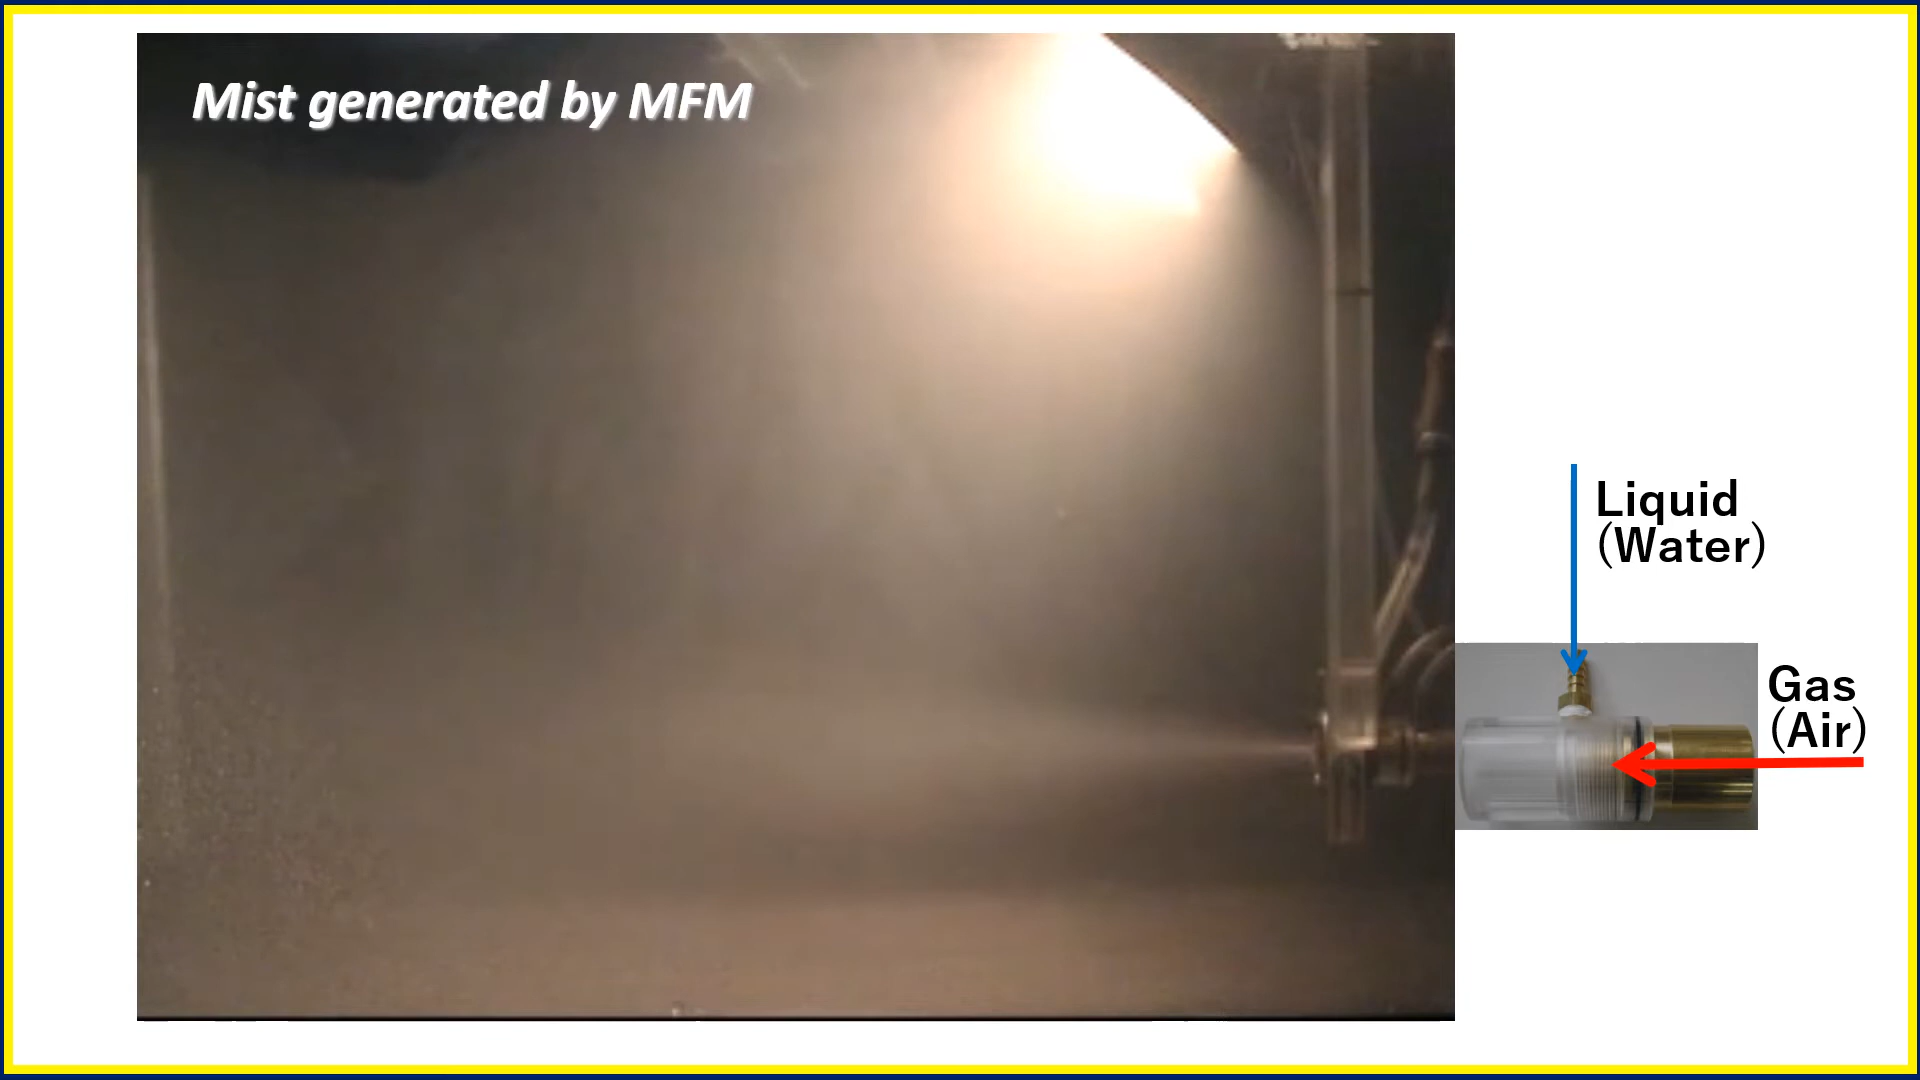 Mist generated by MFM
Liquid
(Water)
Gas
(Air)